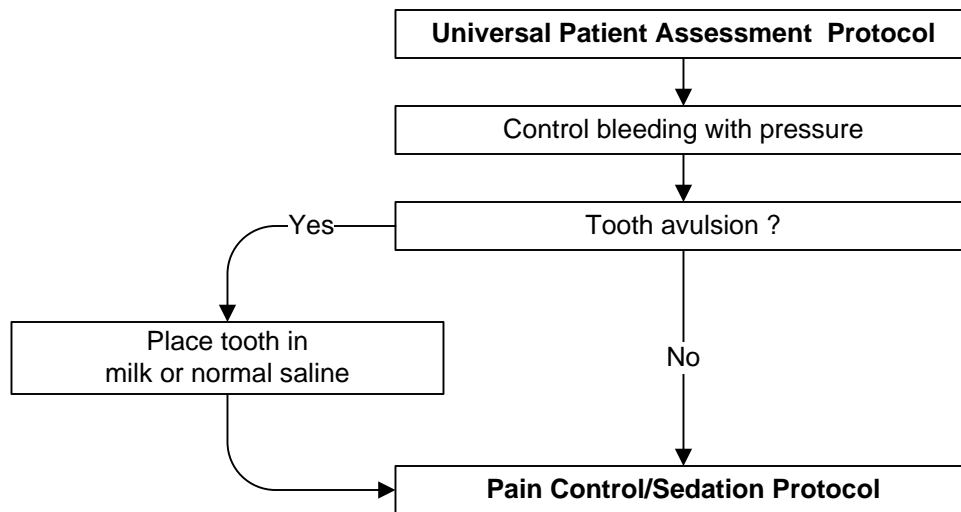 Universal Patient Assessment Protocol
Control bleeding with pressure
Tooth avulsion ?
Yes
Place tooth in
milk or normal saline
No
Pain Control/Sedation Protocol